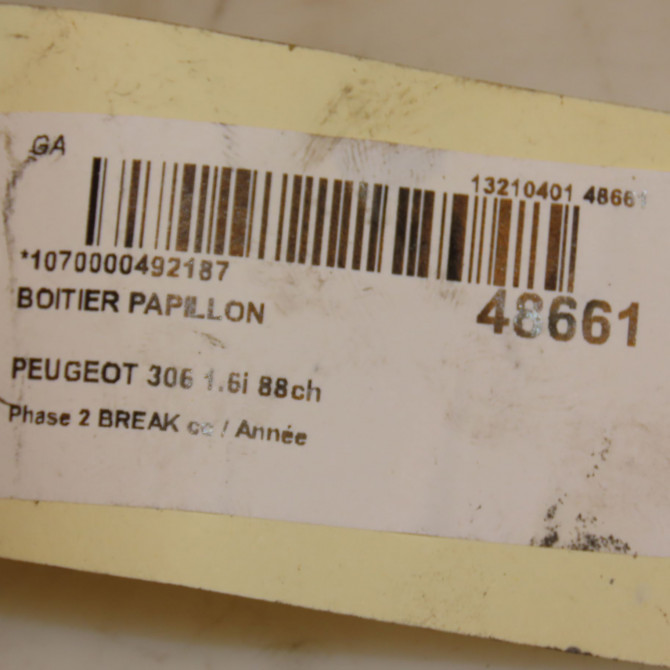 GA
13210401 48661
*1070000492187
BOITIER PAPILLON
48661
PEUGEOT 306 1.6i 88ch
Phase 2 BREAK / Année